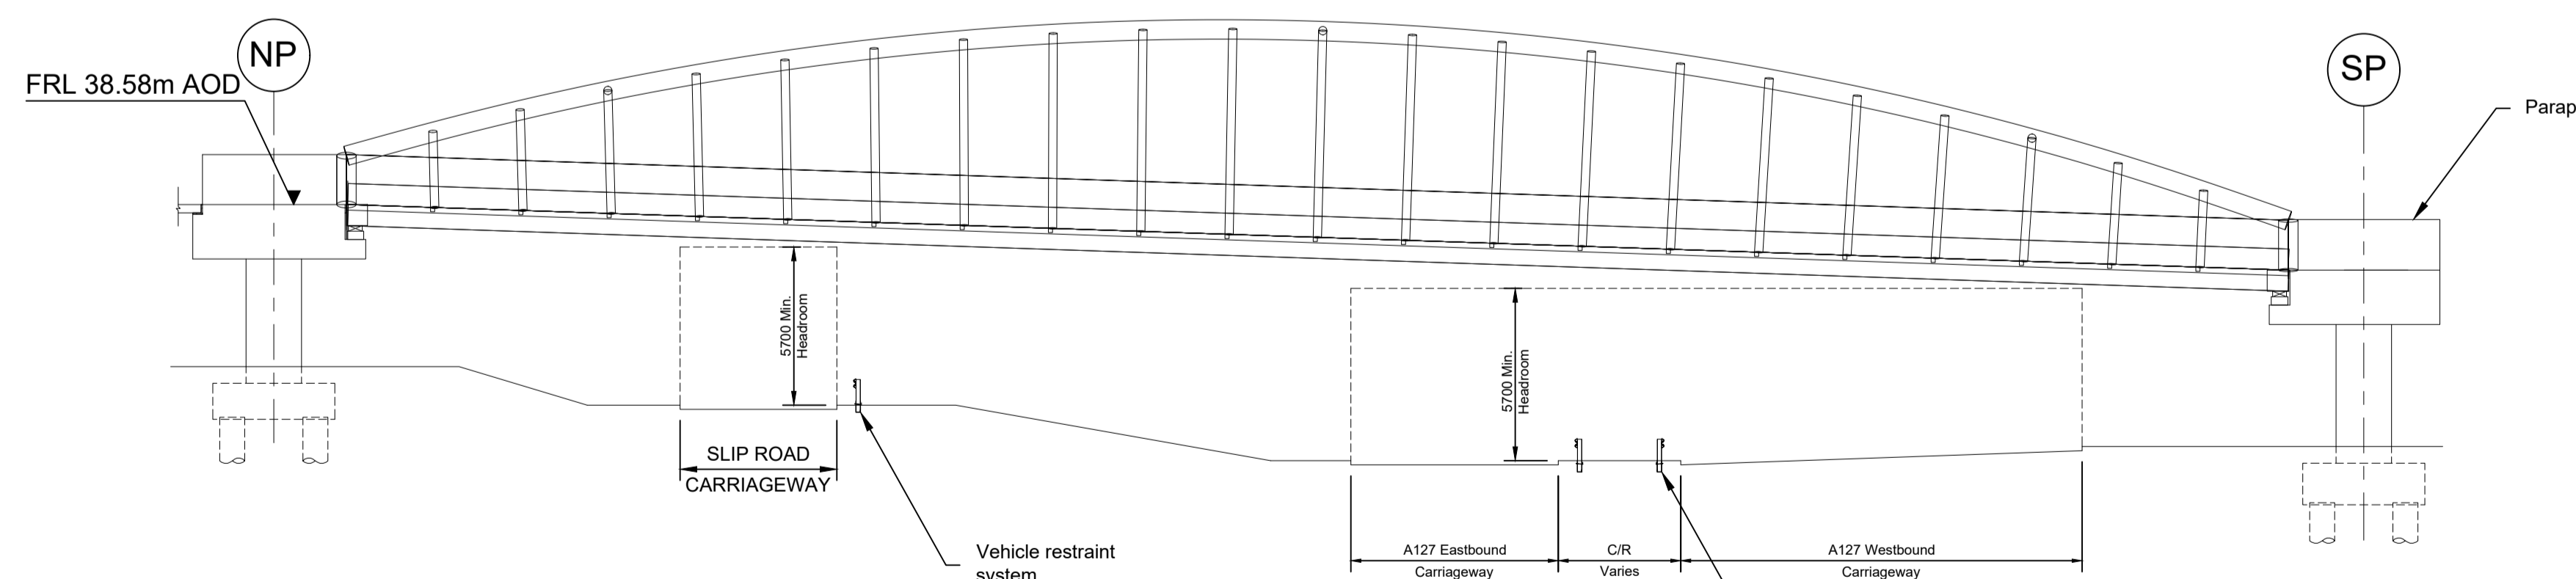 NP
FRL 38.58m AOD
SP
5700 Min.
Headroom
5700 Min.
Headroom
SLIP ROAD
CARRIAGEWAY
Vehicle restraint
system
A127 Eastbound
Carriageway
C/R
Varies
A127 Westbound
Carriageway